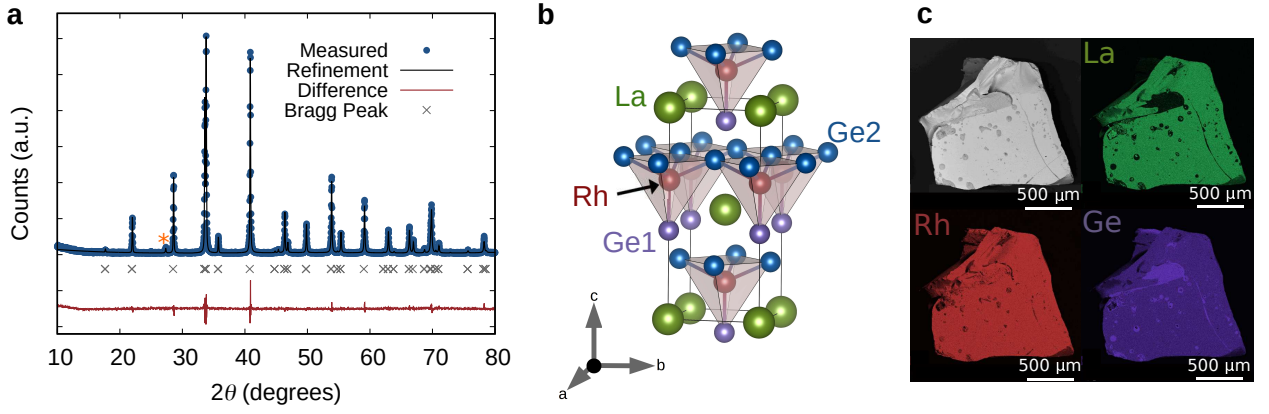 a
Measured
Refinement
Difference
Bragg Peak
*
Counts (a.u.)
10 20 30 40 50 60 70 80
2θ (degrees)
b
La
Ge2
Rh
Ge1
c
b
a
c
La
500 µm
500 µm
Rh
Ge
500 µm
500 µm